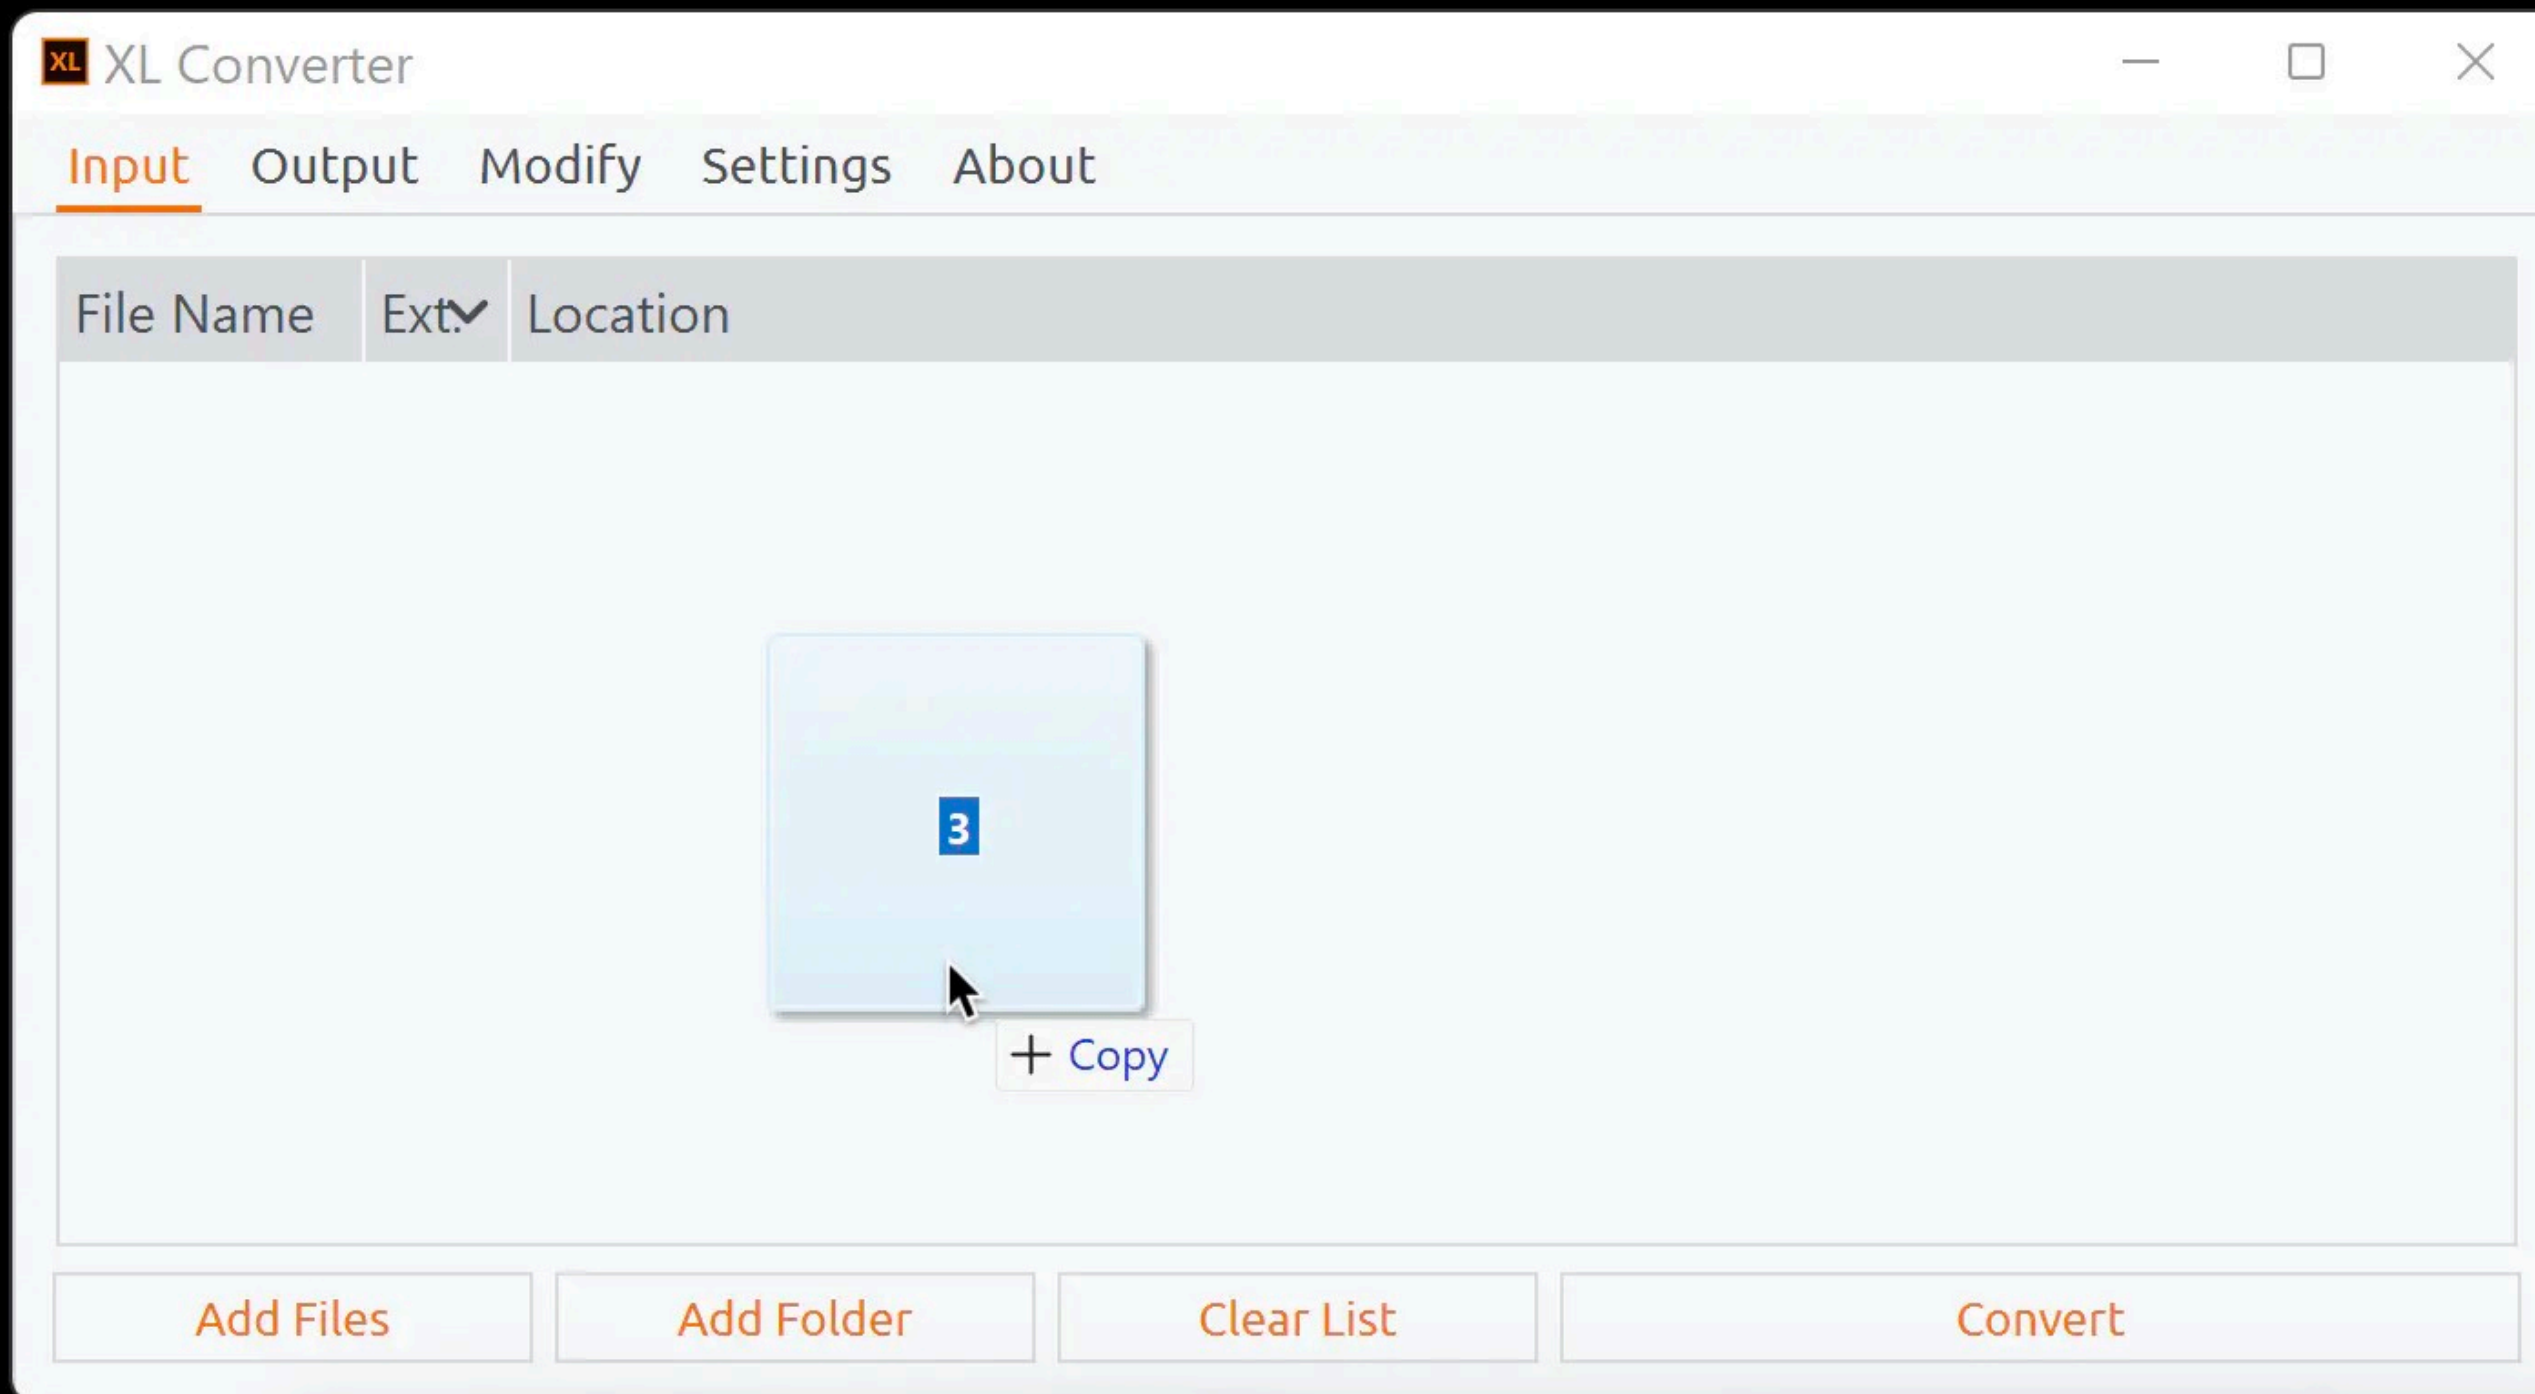 XL XL Converter
Input Output Modify Settings About
File Name Ext. Location
3
Copy
Add Files Add Folder Clear List Convert